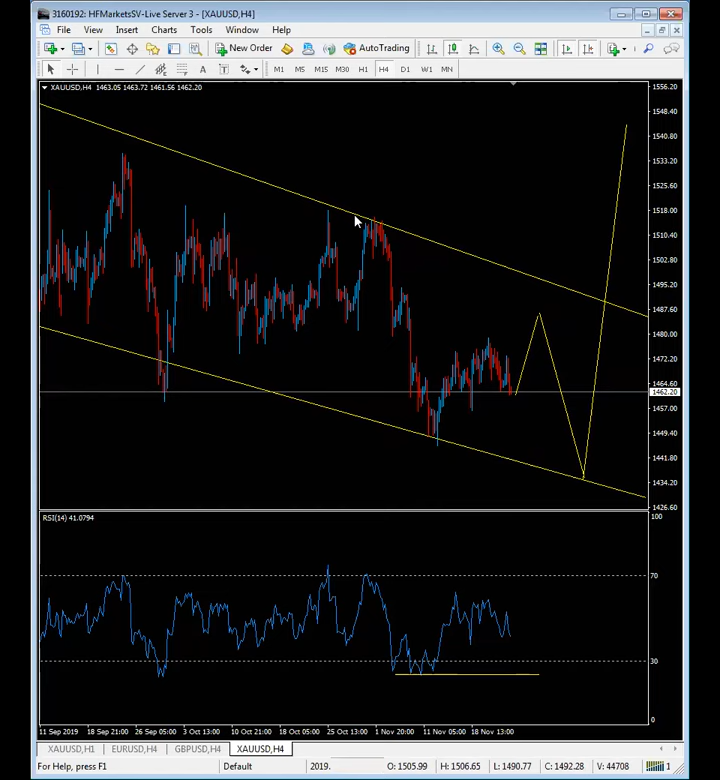 3160192: HFMarketsSV-Live Server 3 - [XAUUSD,H4]
File View Insert Charts Tools Window Help
New Order AutoTrading
A T M1 M5 M15 M30 H1 H4 D1 W1 MN
XAUUSD,H4 1463.05 1463.72 1461.56 1462.20
1556.20
1548.40
1540.80
1533.20
1525.60
1518.00
1510.40
1502.80
1495.20
1487.60
1480.00
1472.20
1464.60
1462.20
1457.00
1449.40
1441.80
1434.20
1426.60
RSI(14) 41.0794
100
70
30
0
11 Sep 2019 18 Sep 21:00 26 Sep 05:00 3 Oct 13:00 10 Oct 21:00 18 Oct 05:00 25 Oct 13:00 1 Nov 20:00 11 Nov 05:00 18 Nov 13:00
XAUUSD,H1 EURUSD,H4 GBPUSD,H4 XAUUSD,H4
For Help, press F1 Default 2019. O: 1505.99 H: 1506.65 L: 1490.77 C: 1492.28 V: 44708 1